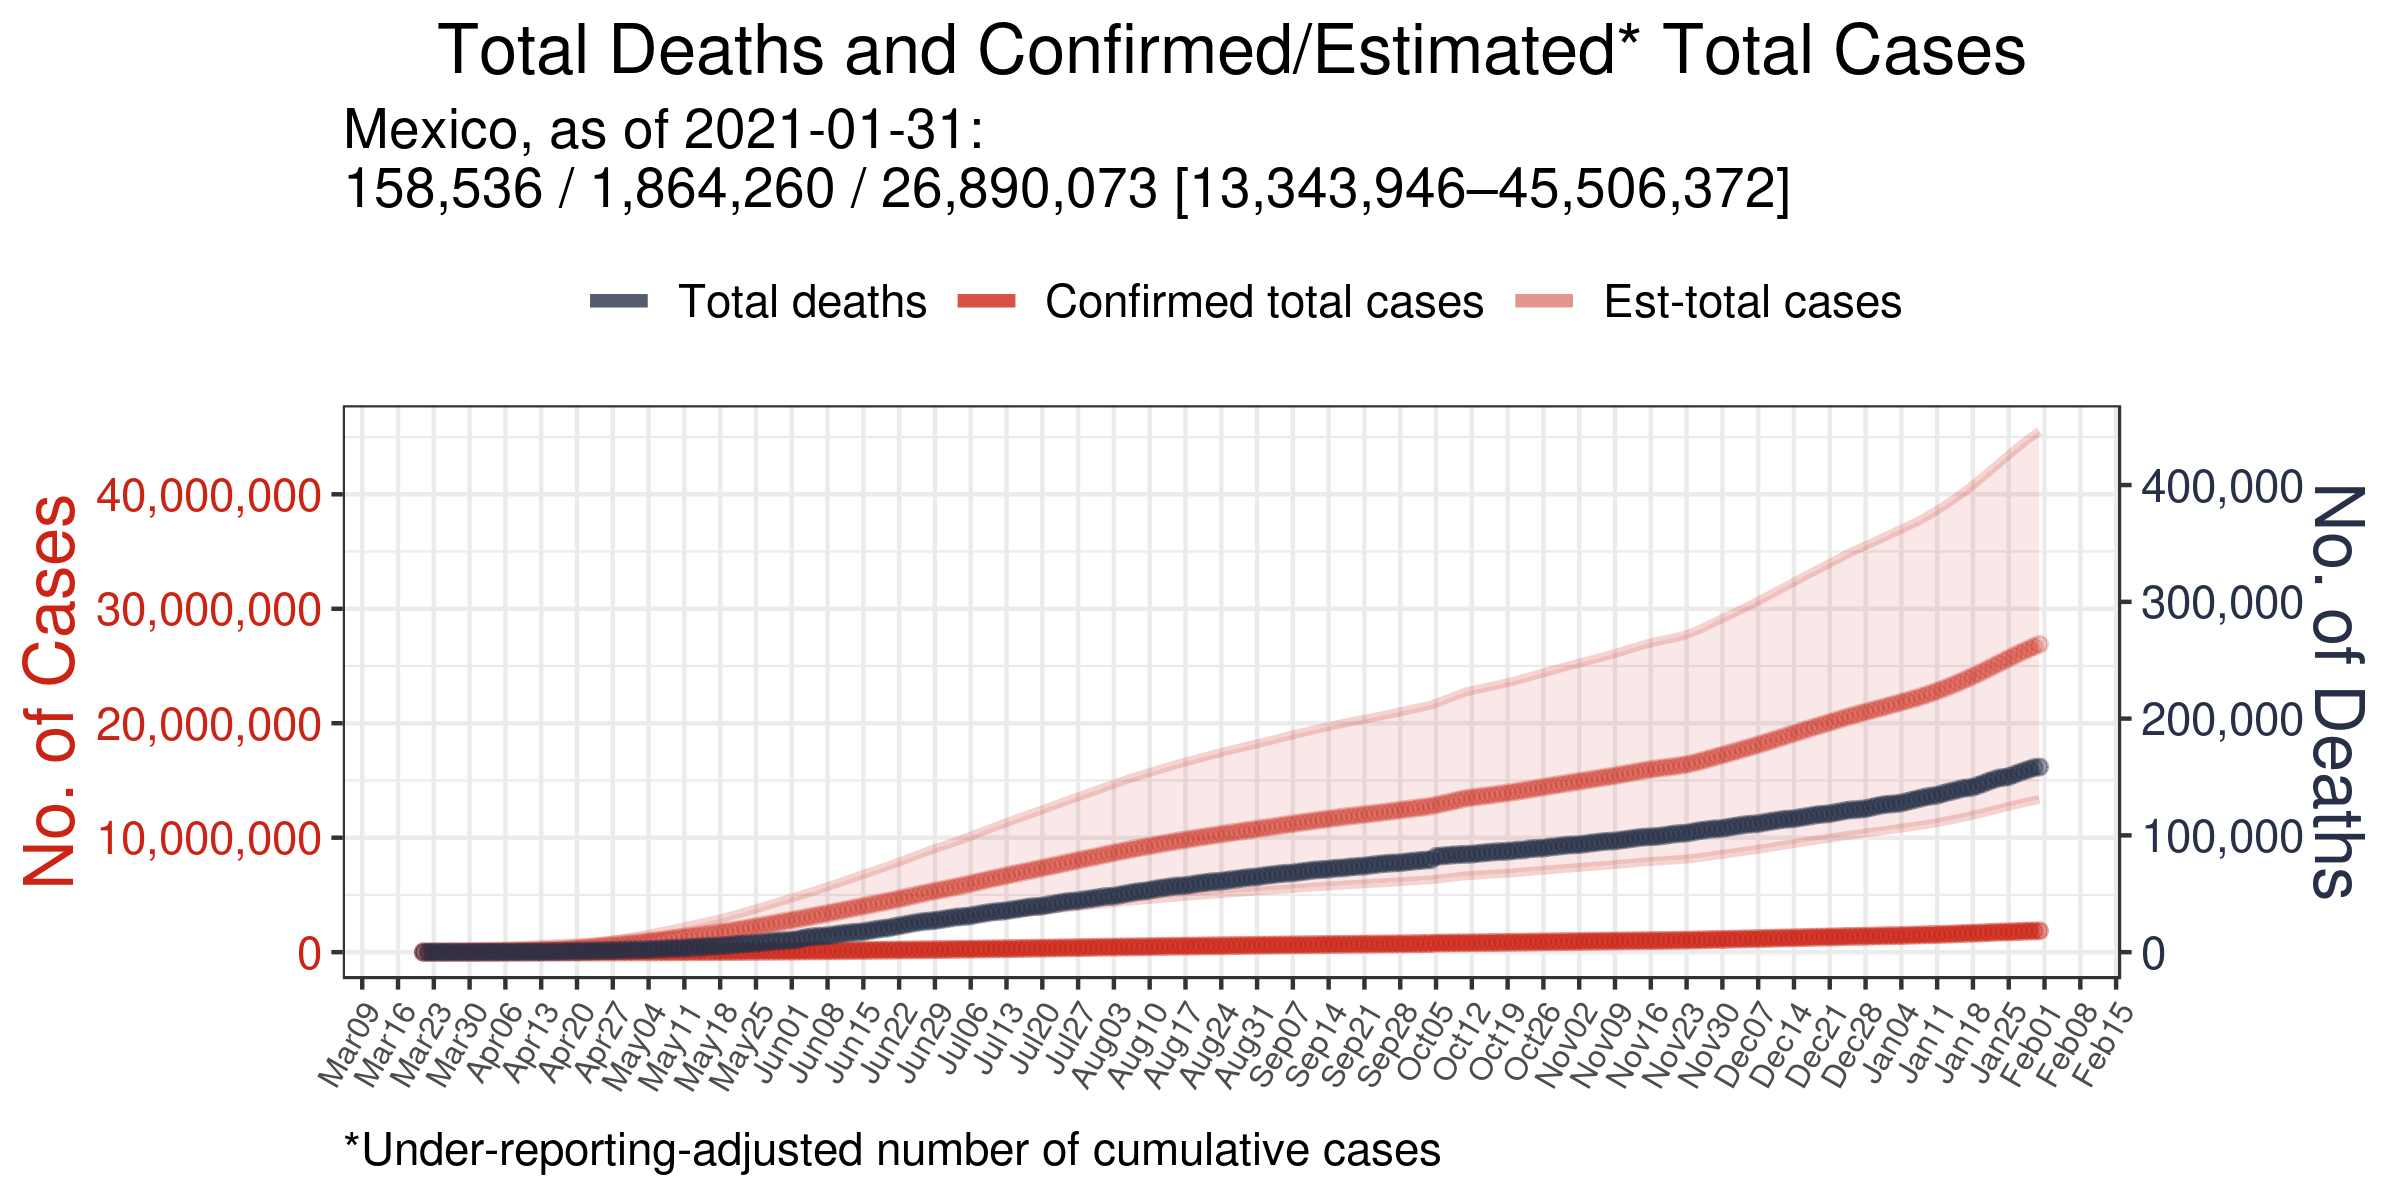 Total Deaths and Confirmed/Estimated* Total Cases
Mexico, as of 2021-01-31:
158,536 / 1,864,260 / 26,890,073 [13,343,946–45,506,372]
Total deaths
Confirmed total cases
Est-total cases
No. of Cases
40,000,000
30,000,000
20,000,000
10,000,000
0
400,000
300,000
200,000
100,000
0
No. of Deaths
Mar09
Mar16
Mar23
Mar30
Apr06
Apr13
Apr20
Apr27
May04
May11
May18
May25
Jun01
Jun08
Jun15
Jun22
Jun29
Jul06
Jul13
Jul20
Jul27
Aug03
Aug10
Aug17
Aug24
Aug31
Sep07
Sep14
Sep21
Sep28
Oct05
Oct12
Oct19
Oct26
Nov02
Nov09
Nov16
Nov23
Nov30
Dec07
Dec14
Dec21
Dec28
Jan04
Jan11
Jan18
Jan25
Feb01
Feb08
Feb15
*Under-reporting-adjusted number of cumulative cases